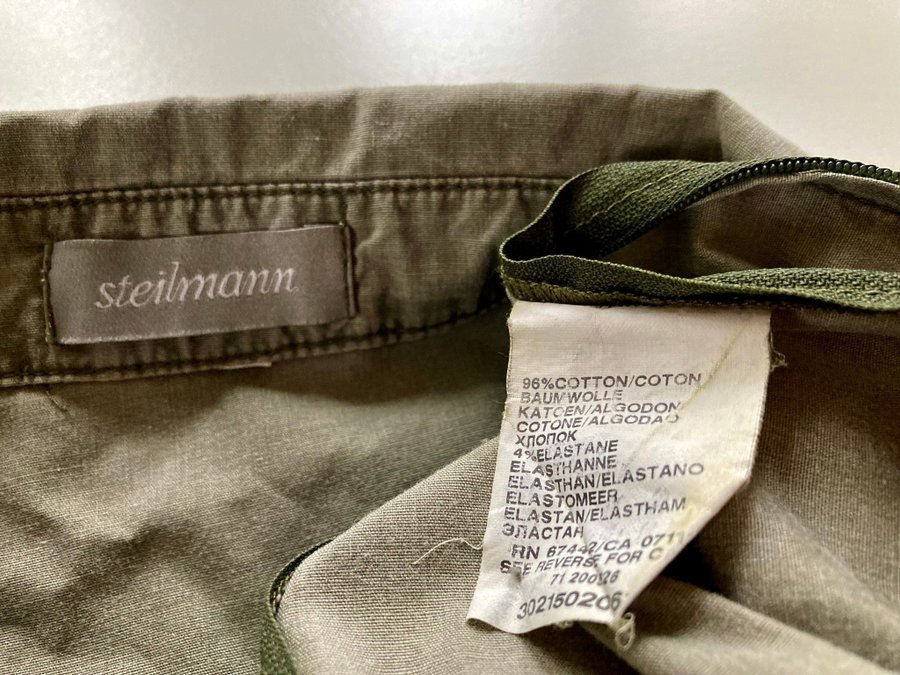 steilmann
96%COTTON/COTON
BAUMWOLLE
KATOEN/ALGODON
COTONE/ALGODAO
ХЛОПОК
4%ELASTANE
ELASTHANNE
ELASTHAN/ELASTANO
ELASTOMEER
ELASTAN/ELASTHAM
ЭЛАСТАН
RN 67442/CA 0711
SEE REVERSE FOR C
71 200926
302150206